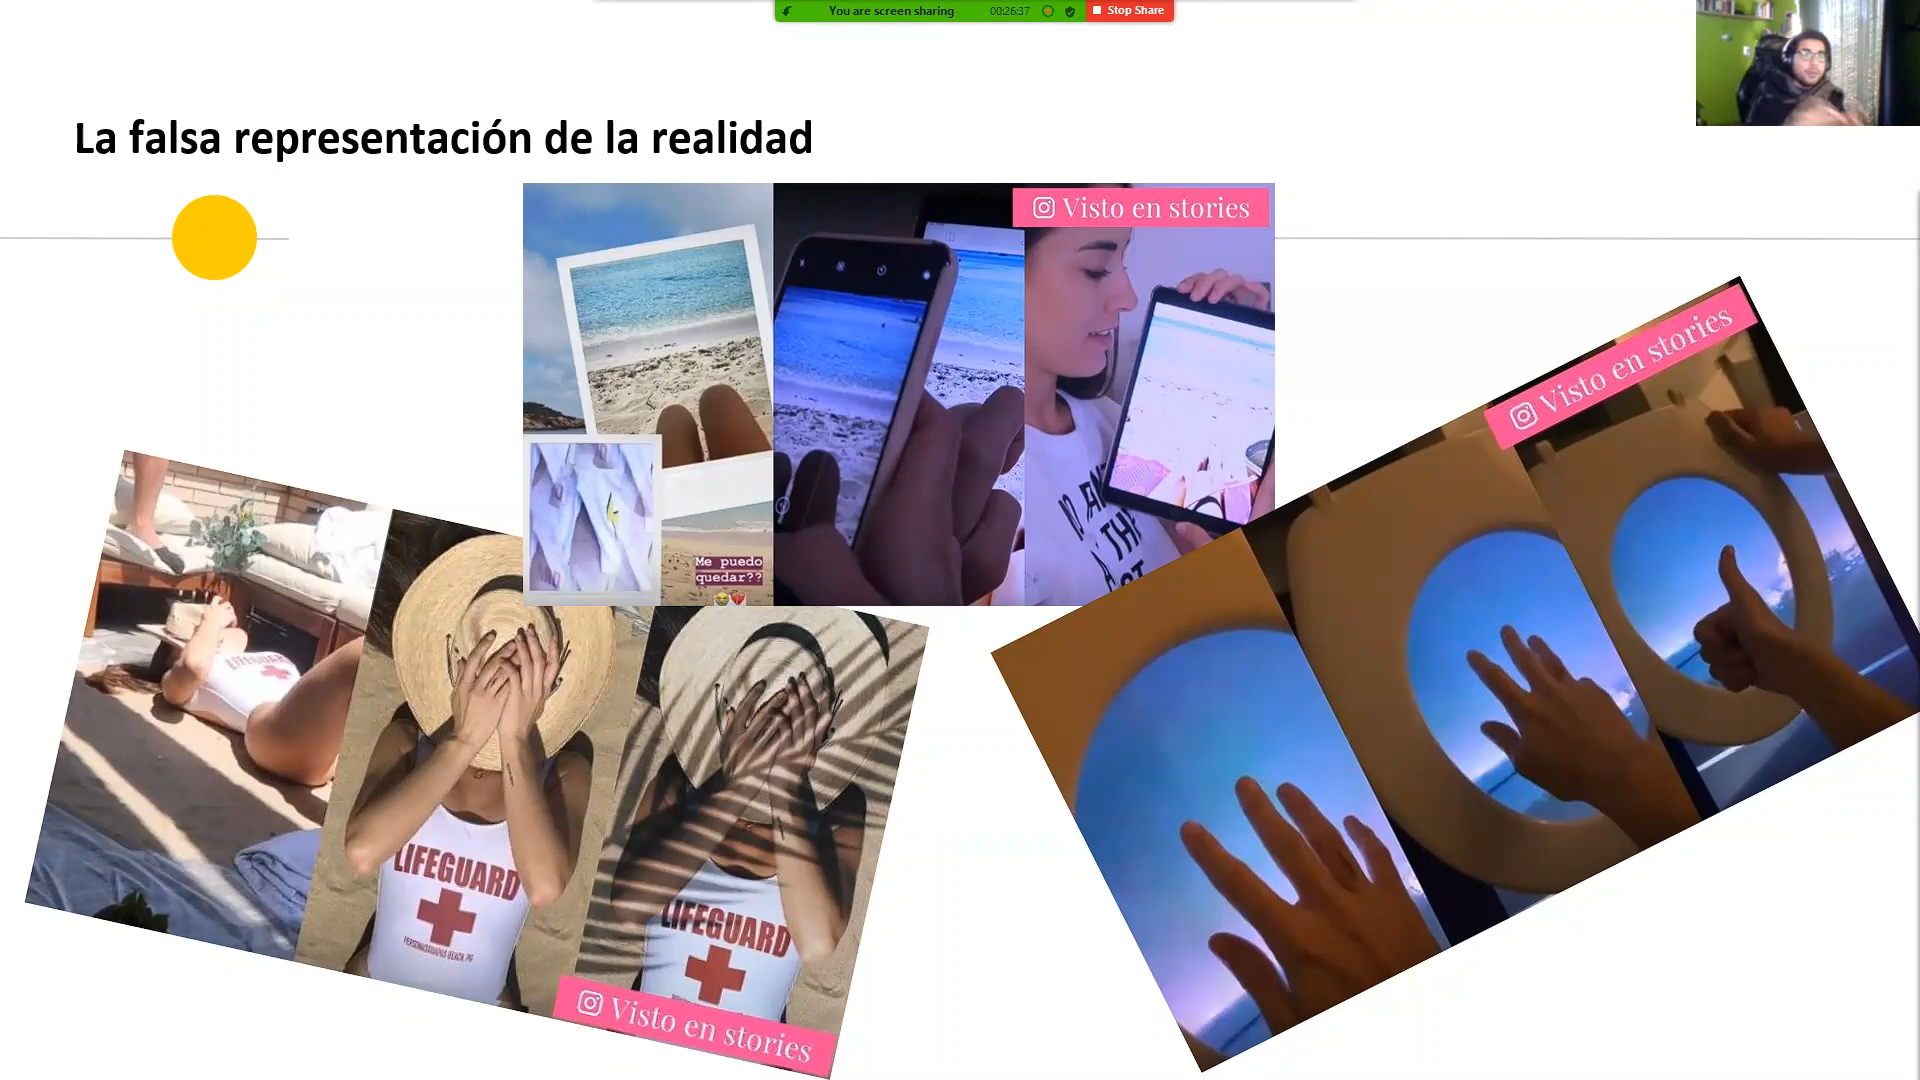 You are screen sharing
00:26:37
Stop Share
La falsa representación de la realidad
Visto en stories
Me puedo
quedar??
Visto en stories
LIFEGUARD
LIFEGUARD
LIFEGUARD
Visto en stories